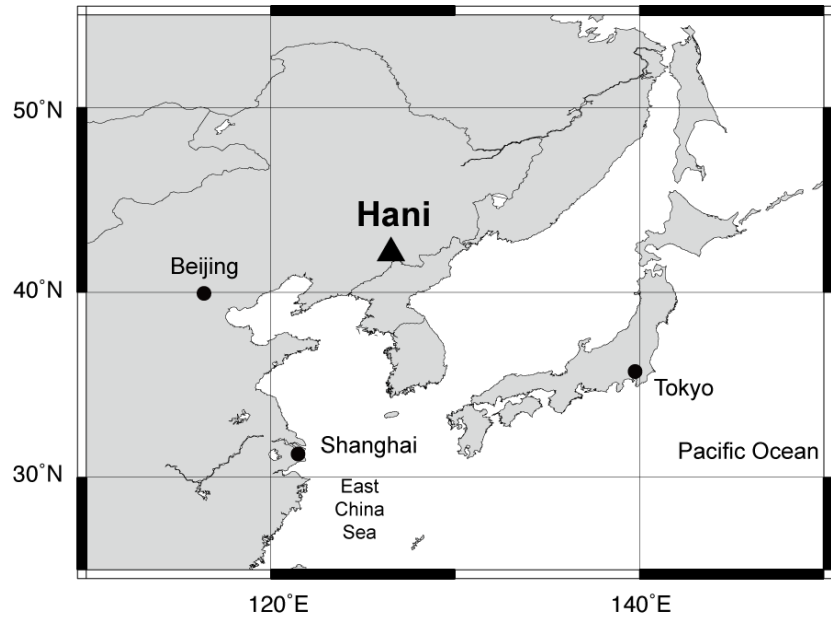 50°N
Hani
Beijing
40°N
Tokyo
Shanghai
Pacific Ocean
30°N
East
China
Sea
120°E
140°E